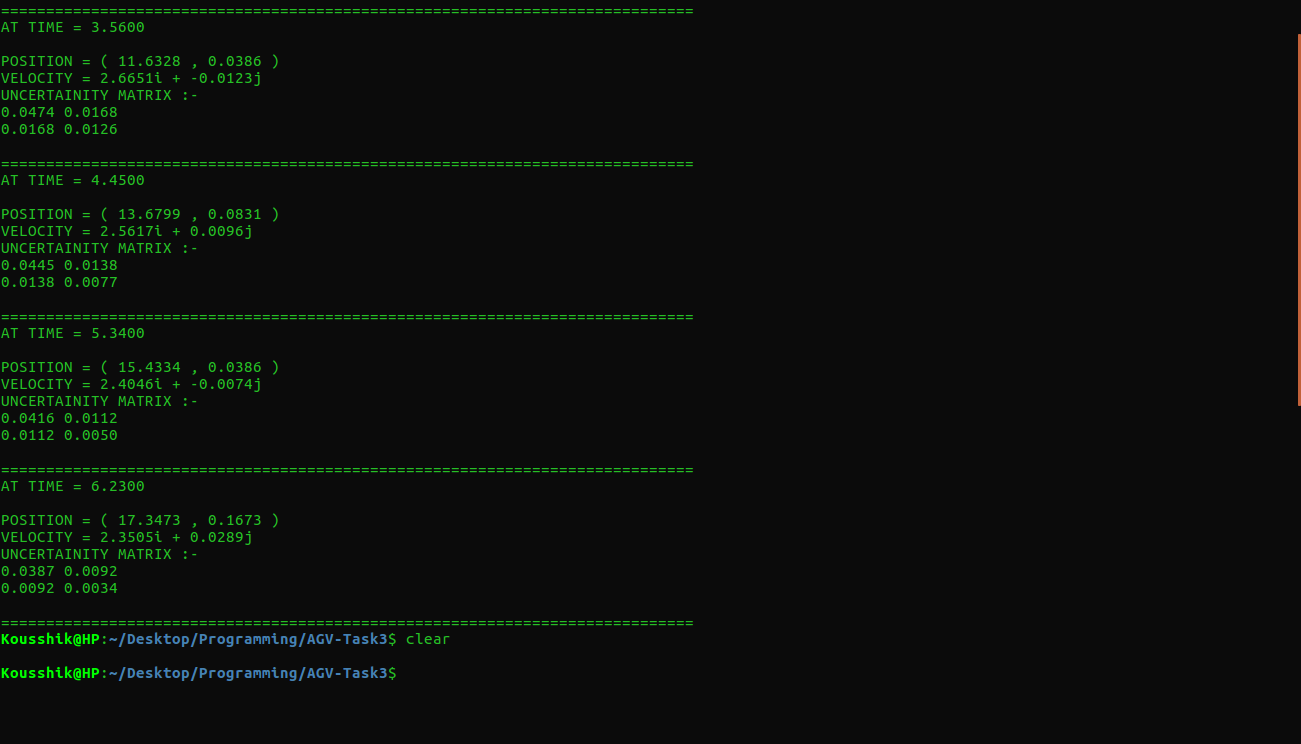 =============================================================================
AT TIME = 3.5600
POSITION = ( 11.6328 , 0.0386 )
VELOCITY = 2.6651i + -0.0123j
UNCERTAINITY MATRIX :-
0.0474 0.0168
0.0168 0.0126
=============================================================================
AT TIME = 4.4500
POSITION = ( 13.6799 , 0.0831 )
VELOCITY = 2.5617i + 0.0096j
UNCERTAINITY MATRIX :-
0.0445 0.0138
0.0138 0.0077
=============================================================================
AT TIME = 5.3400
POSITION = ( 15.4334 , 0.0386 )
VELOCITY = 2.4046i + -0.0074j
UNCERTAINITY MATRIX :-
0.0416 0.0112
0.0112 0.0050
=============================================================================
AT TIME = 6.2300
POSITION = ( 17.3473 , 0.1673 )
VELOCITY = 2.3505i + 0.0289j
UNCERTAINITY MATRIX :-
0.0387 0.0092
0.0092 0.0034
=============================================================================
Kousshik@HP:~/Desktop/Programming/AGV-Task3$ clear
Kousshik@HP:~/Desktop/Programming/AGV-Task3$